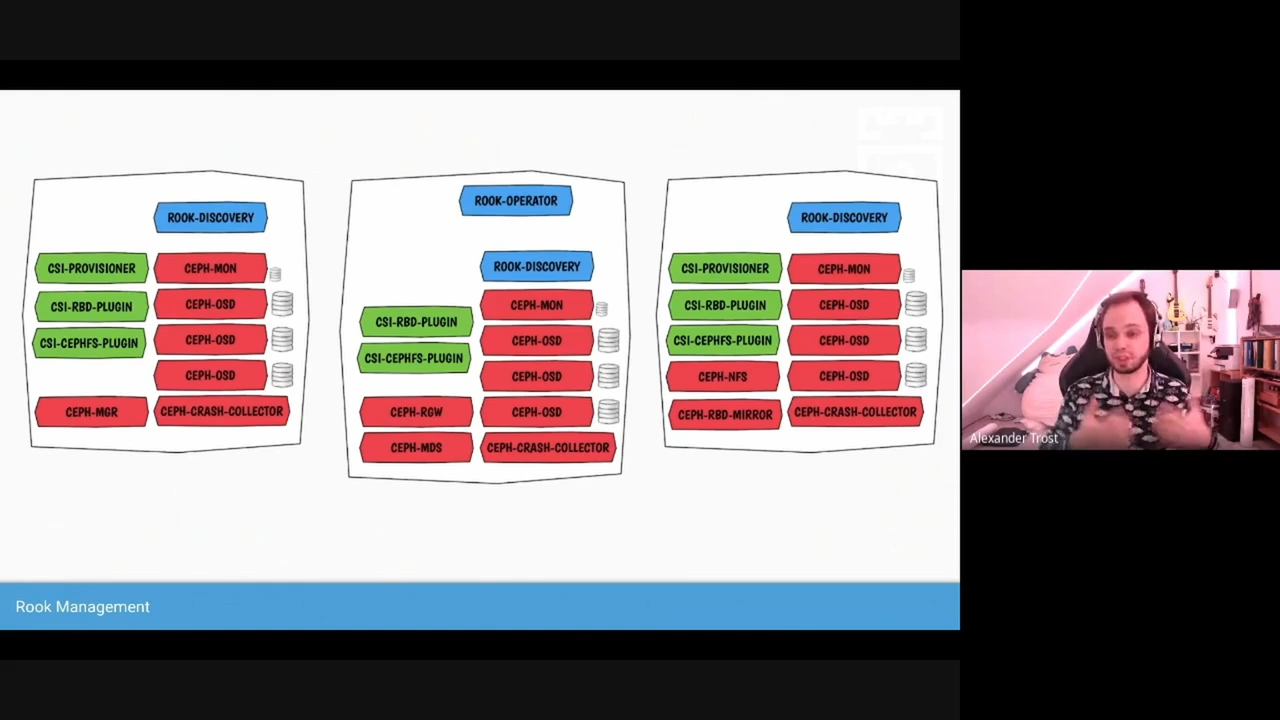 ROOK-DISCOVERY
CSI-PROVISIONER
CEPH-MON
CSI-RBD-PLUGIN
CEPH-OSD
CSI-CEPHFS-PLUGIN
CEPH-OSD
CEPH-OSD
CEPH-MGR
CEPH-CRASH-COLLECTOR
ROOK-OPERATOR
ROOK-DISCOVERY
CEPH-MON
CSI-RBD-PLUGIN
CEPH-OSD
CSI-CEPHFS-PLUGIN
CEPH-OSD
CEPH-RGW
CEPH-OSD
CEPH-MDS
CEPH-CRASH-COLLECTOR
ROOK-DISCOVERY
CSI-PROVISIONER
CEPH-MON
CSI-RBD-PLUGIN
CEPH-OSD
CSI-CEPHFS-PLUGIN
CEPH-OSD
CEPH-NFS
CEPH-OSD
CEPH-RBD-MIRROR
CEPH-CRASH-COLLECTOR
Alexander Trost
Rook Management